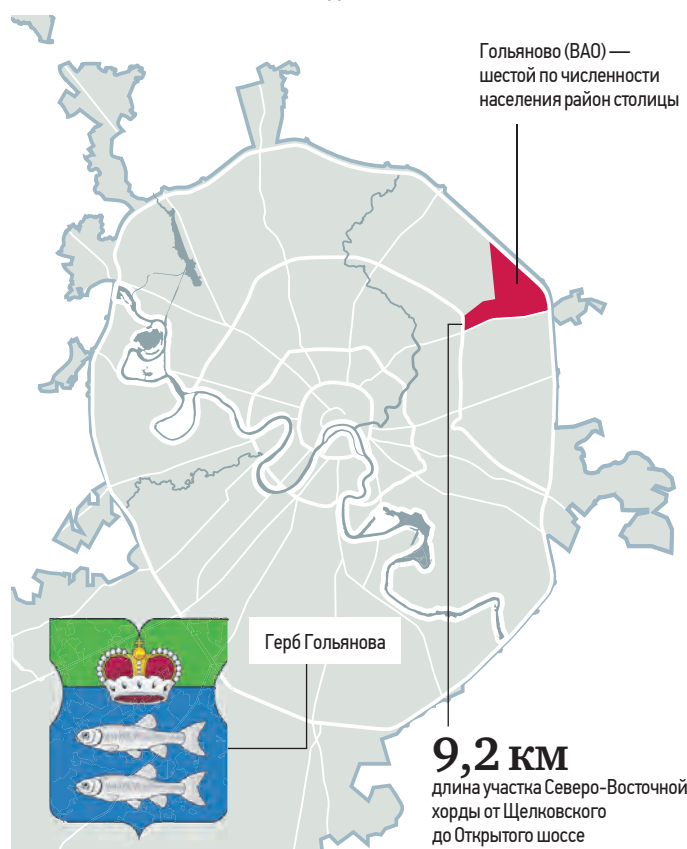 Гольяново (ВАО) —
шестой по численности
населения район столицы
Герб Гольянова
9,2 км
длина участка Северо-Восточной
хорды от Щелковского
до Открытого шоссе